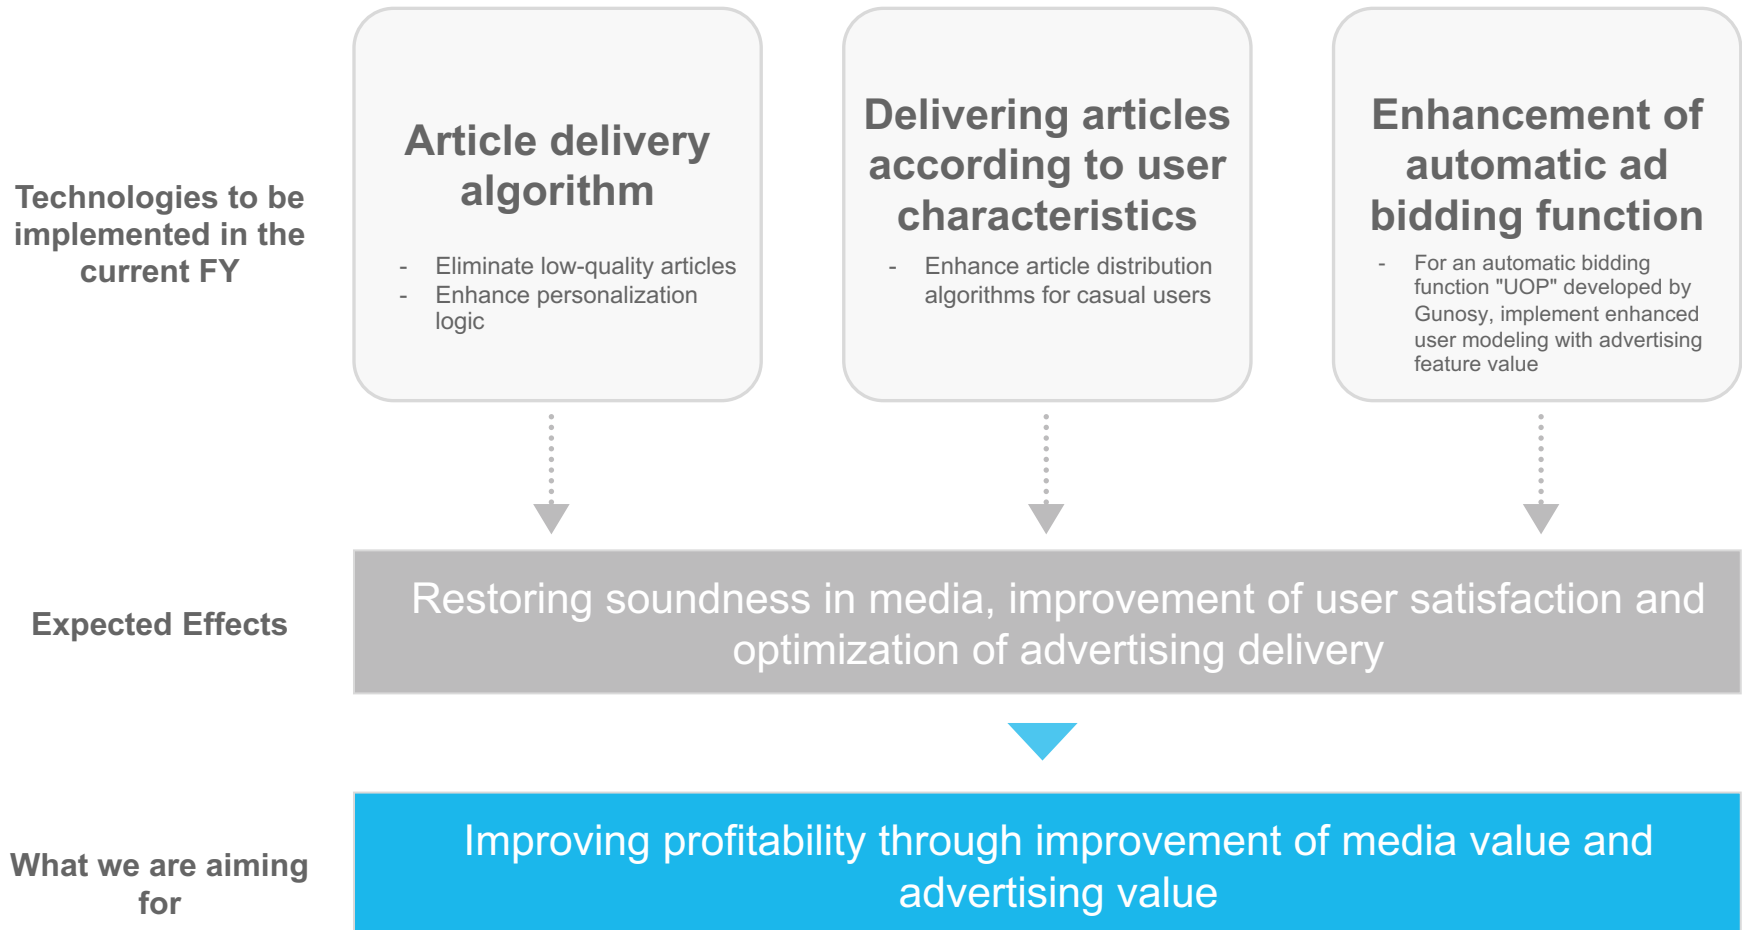 Technologies to be
implemented in the
current FY
Article delivery
algorithm
- Eliminate low-quality articles
- Enhance personalization
logic
Delivering articles
according to user
characteristics
- Enhance article distribution
algorithms for casual users
Enhancement of
automatic ad
bidding function
- For an automatic bidding
function "UOP" developed by
Gunosy, implement enhanced
user modeling with advertising
feature value
Expected Effects
Restoring soundness in media, improvement of user satisfaction and
optimization of advertising delivery
What we are aiming
for
Improving profitability through improvement of media value and
advertising value